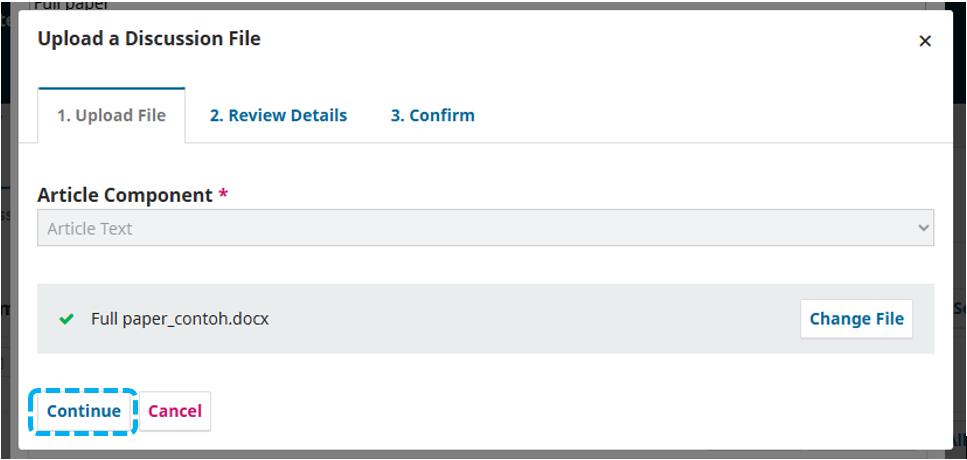 Full paper
Upload a Discussion File
×
1. Upload File 2. Review Details 3. Confirm
Article Component *
Article Text
Full paper_contoh.docx Change File
Continue Cancel